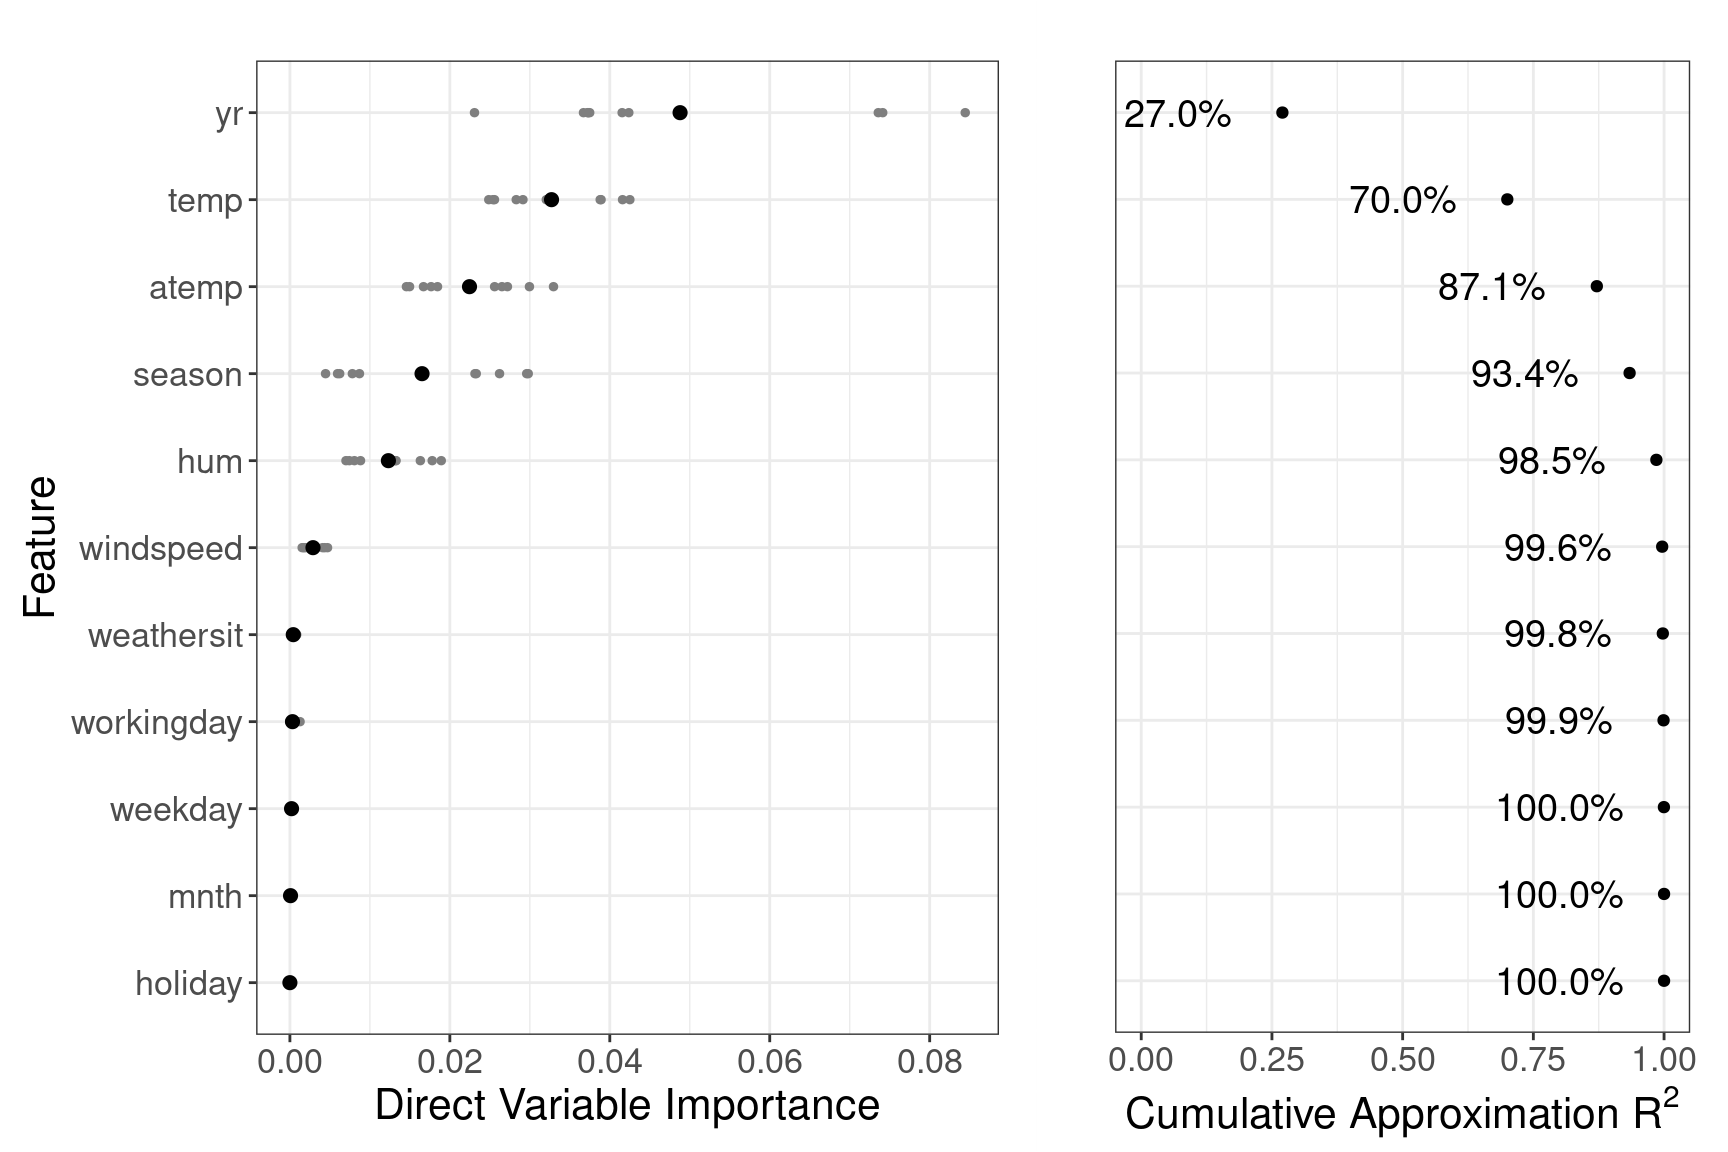 yr
temp
atemp
season
hum
windspeed
weathersit
workingday
weekday
mnth
holiday
Feature
0.00 0.02 0.04 0.06 0.08
Direct Variable Importance
27.0%
70.0%
87.1%
93.4%
98.5%
99.6%
99.8%
99.9%
100.0%
100.0%
100.0%
0.00 0.25 0.50 0.75 1.00
Cumulative Approximation R²